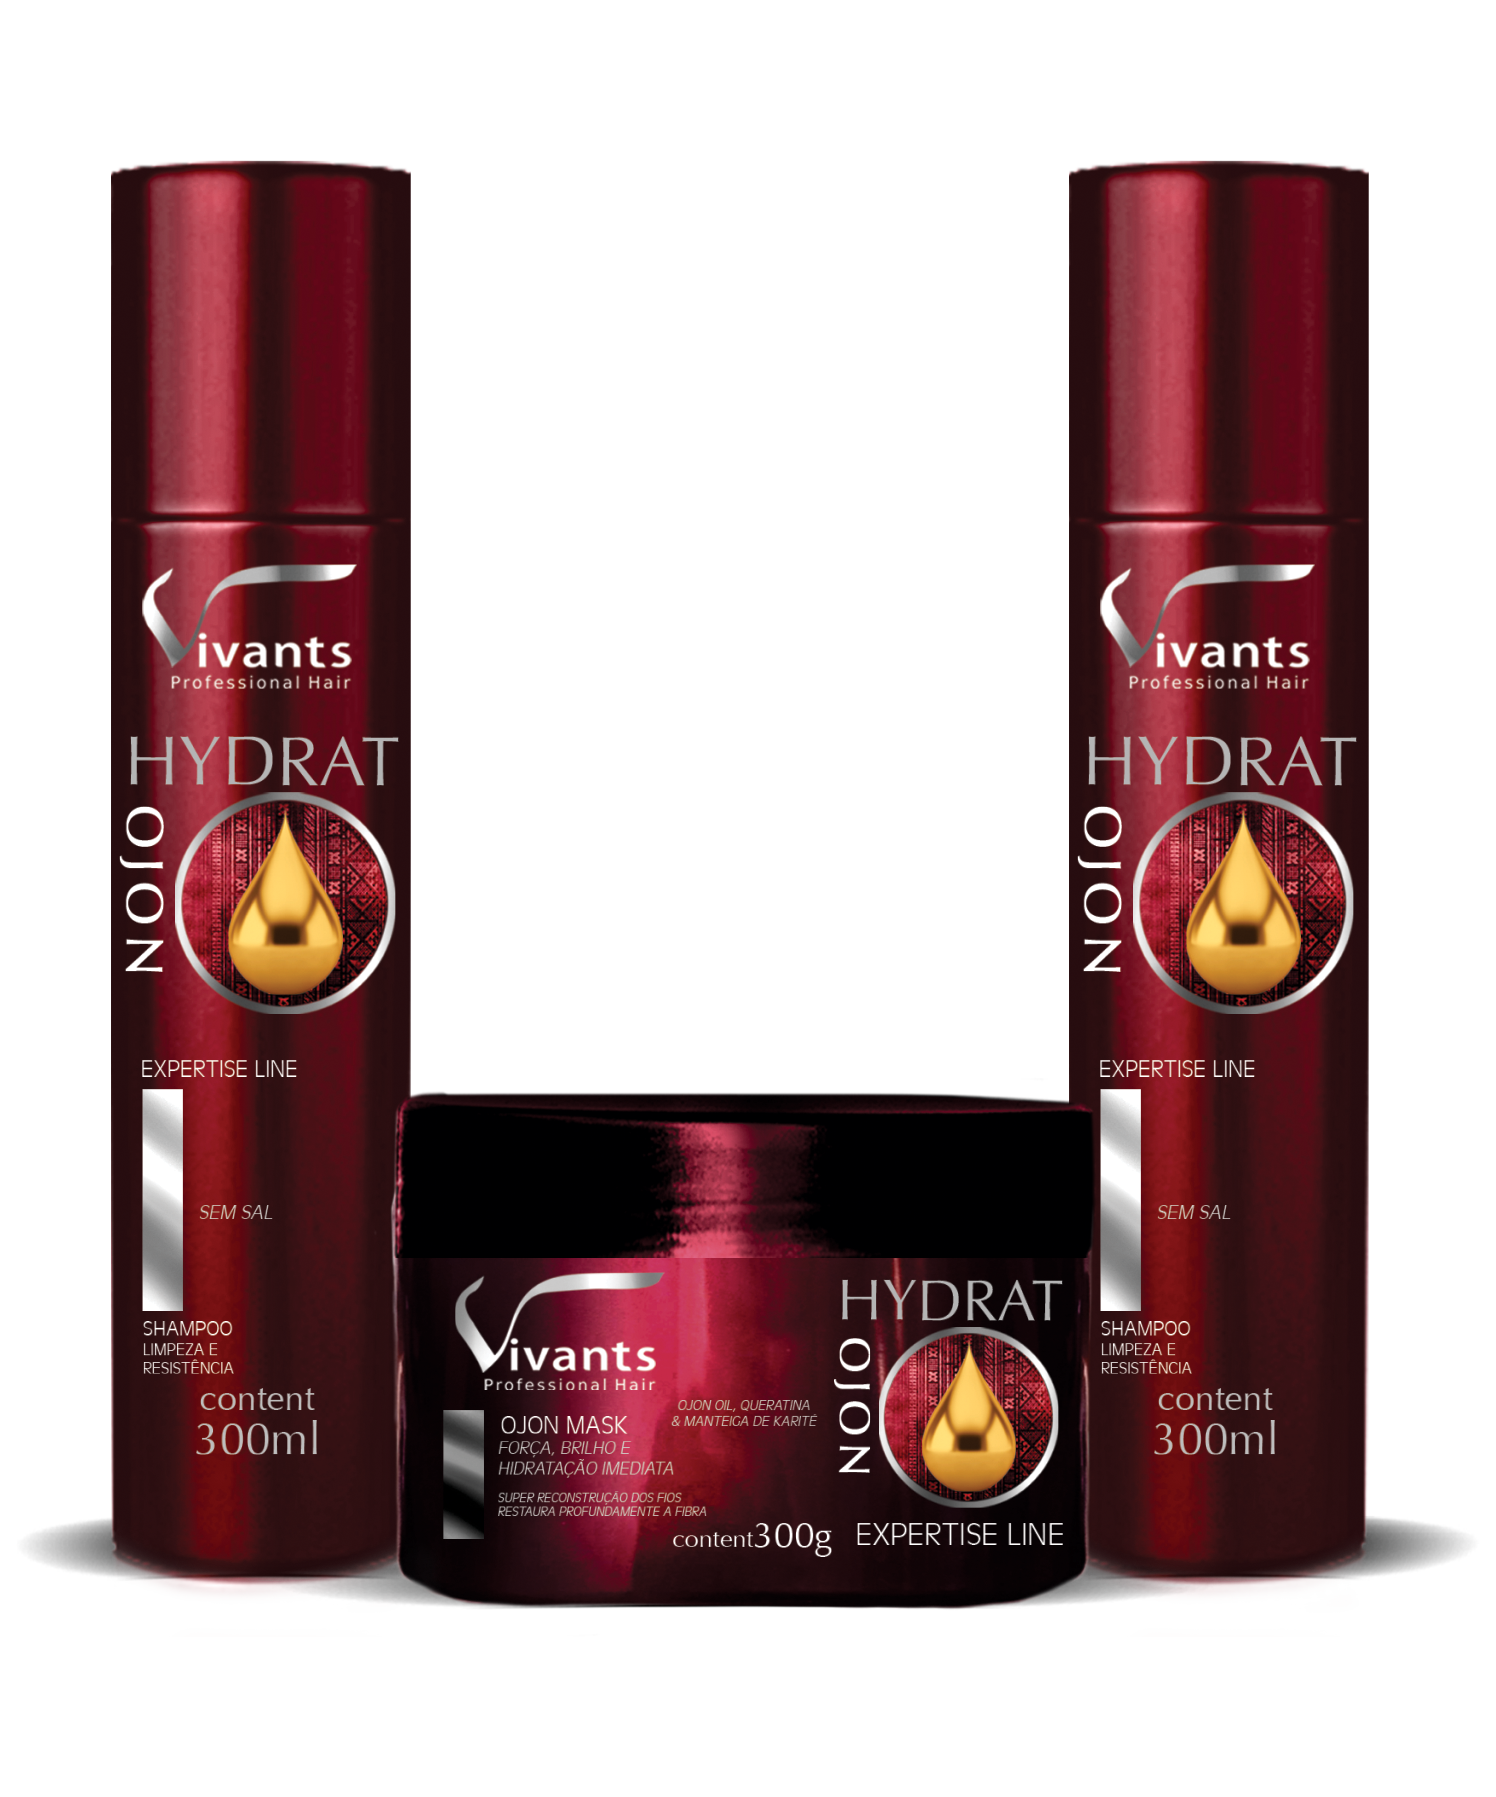 Vivants
Professional Hair
HYDRAT
OJON
EXPERTISE LINE
SEM SAL
SHAMPOO
LIMPEZA E
RESISTÊNCIA
content
300ml
Vivants
Professional Hair
HYDRAT
OJON
OJON OIL, QUERATINA
& MANTEIGA DE KARITÉ
OJON MASK
FORÇA, BRILHO E
HIDRATAÇÃO IMEDIATA
SUPER RECONSTRUÇÃO DOS FIOS
RESTAURA PROFUNDAMENTE A FIBRA
content300g
EXPERTISE LINE
Vivants
Professional Hair
HYDRAT
OJON
EXPERTISE LINE
SEM SAL
SHAMPOO
LIMPEZA E
RESISTÊNCIA
content
300ml